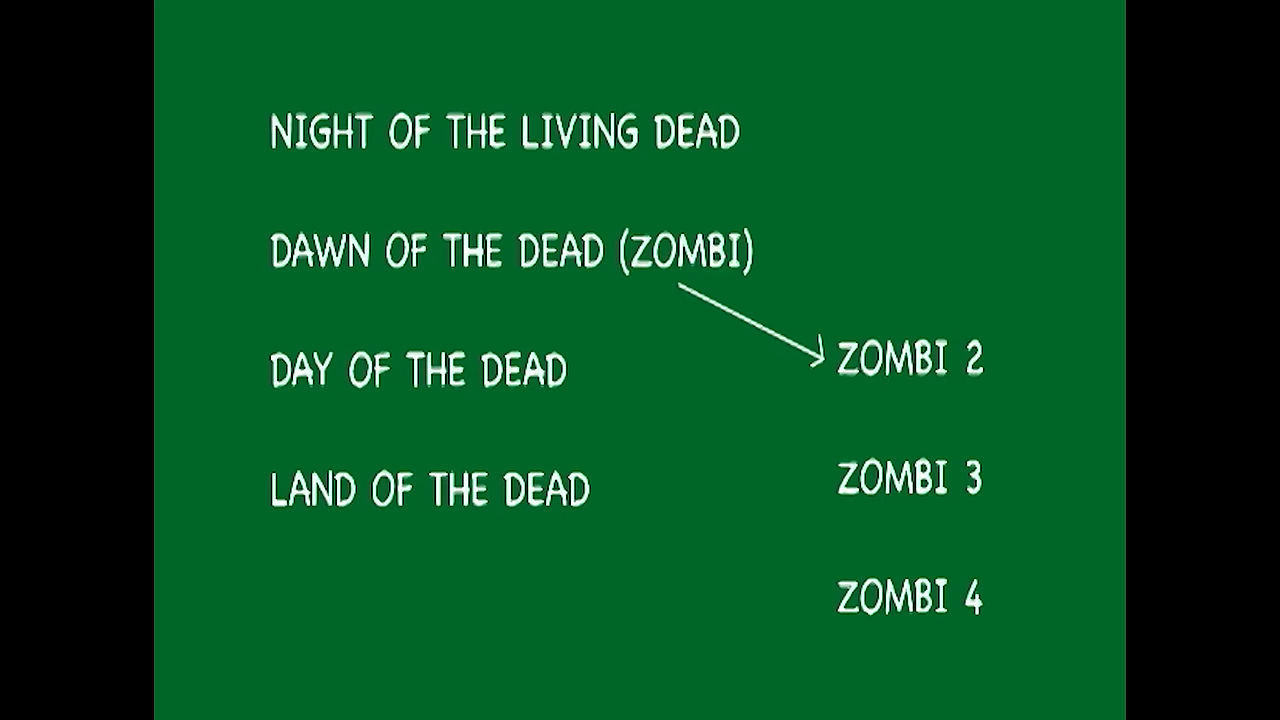 NIGHT OF THE LIVING DEAD
DAWN OF THE DEAD (ZOMBI)
DAY OF THE DEAD
LAND OF THE DEAD
ZOMBI 2
ZOMBI 3
ZOMBI 4